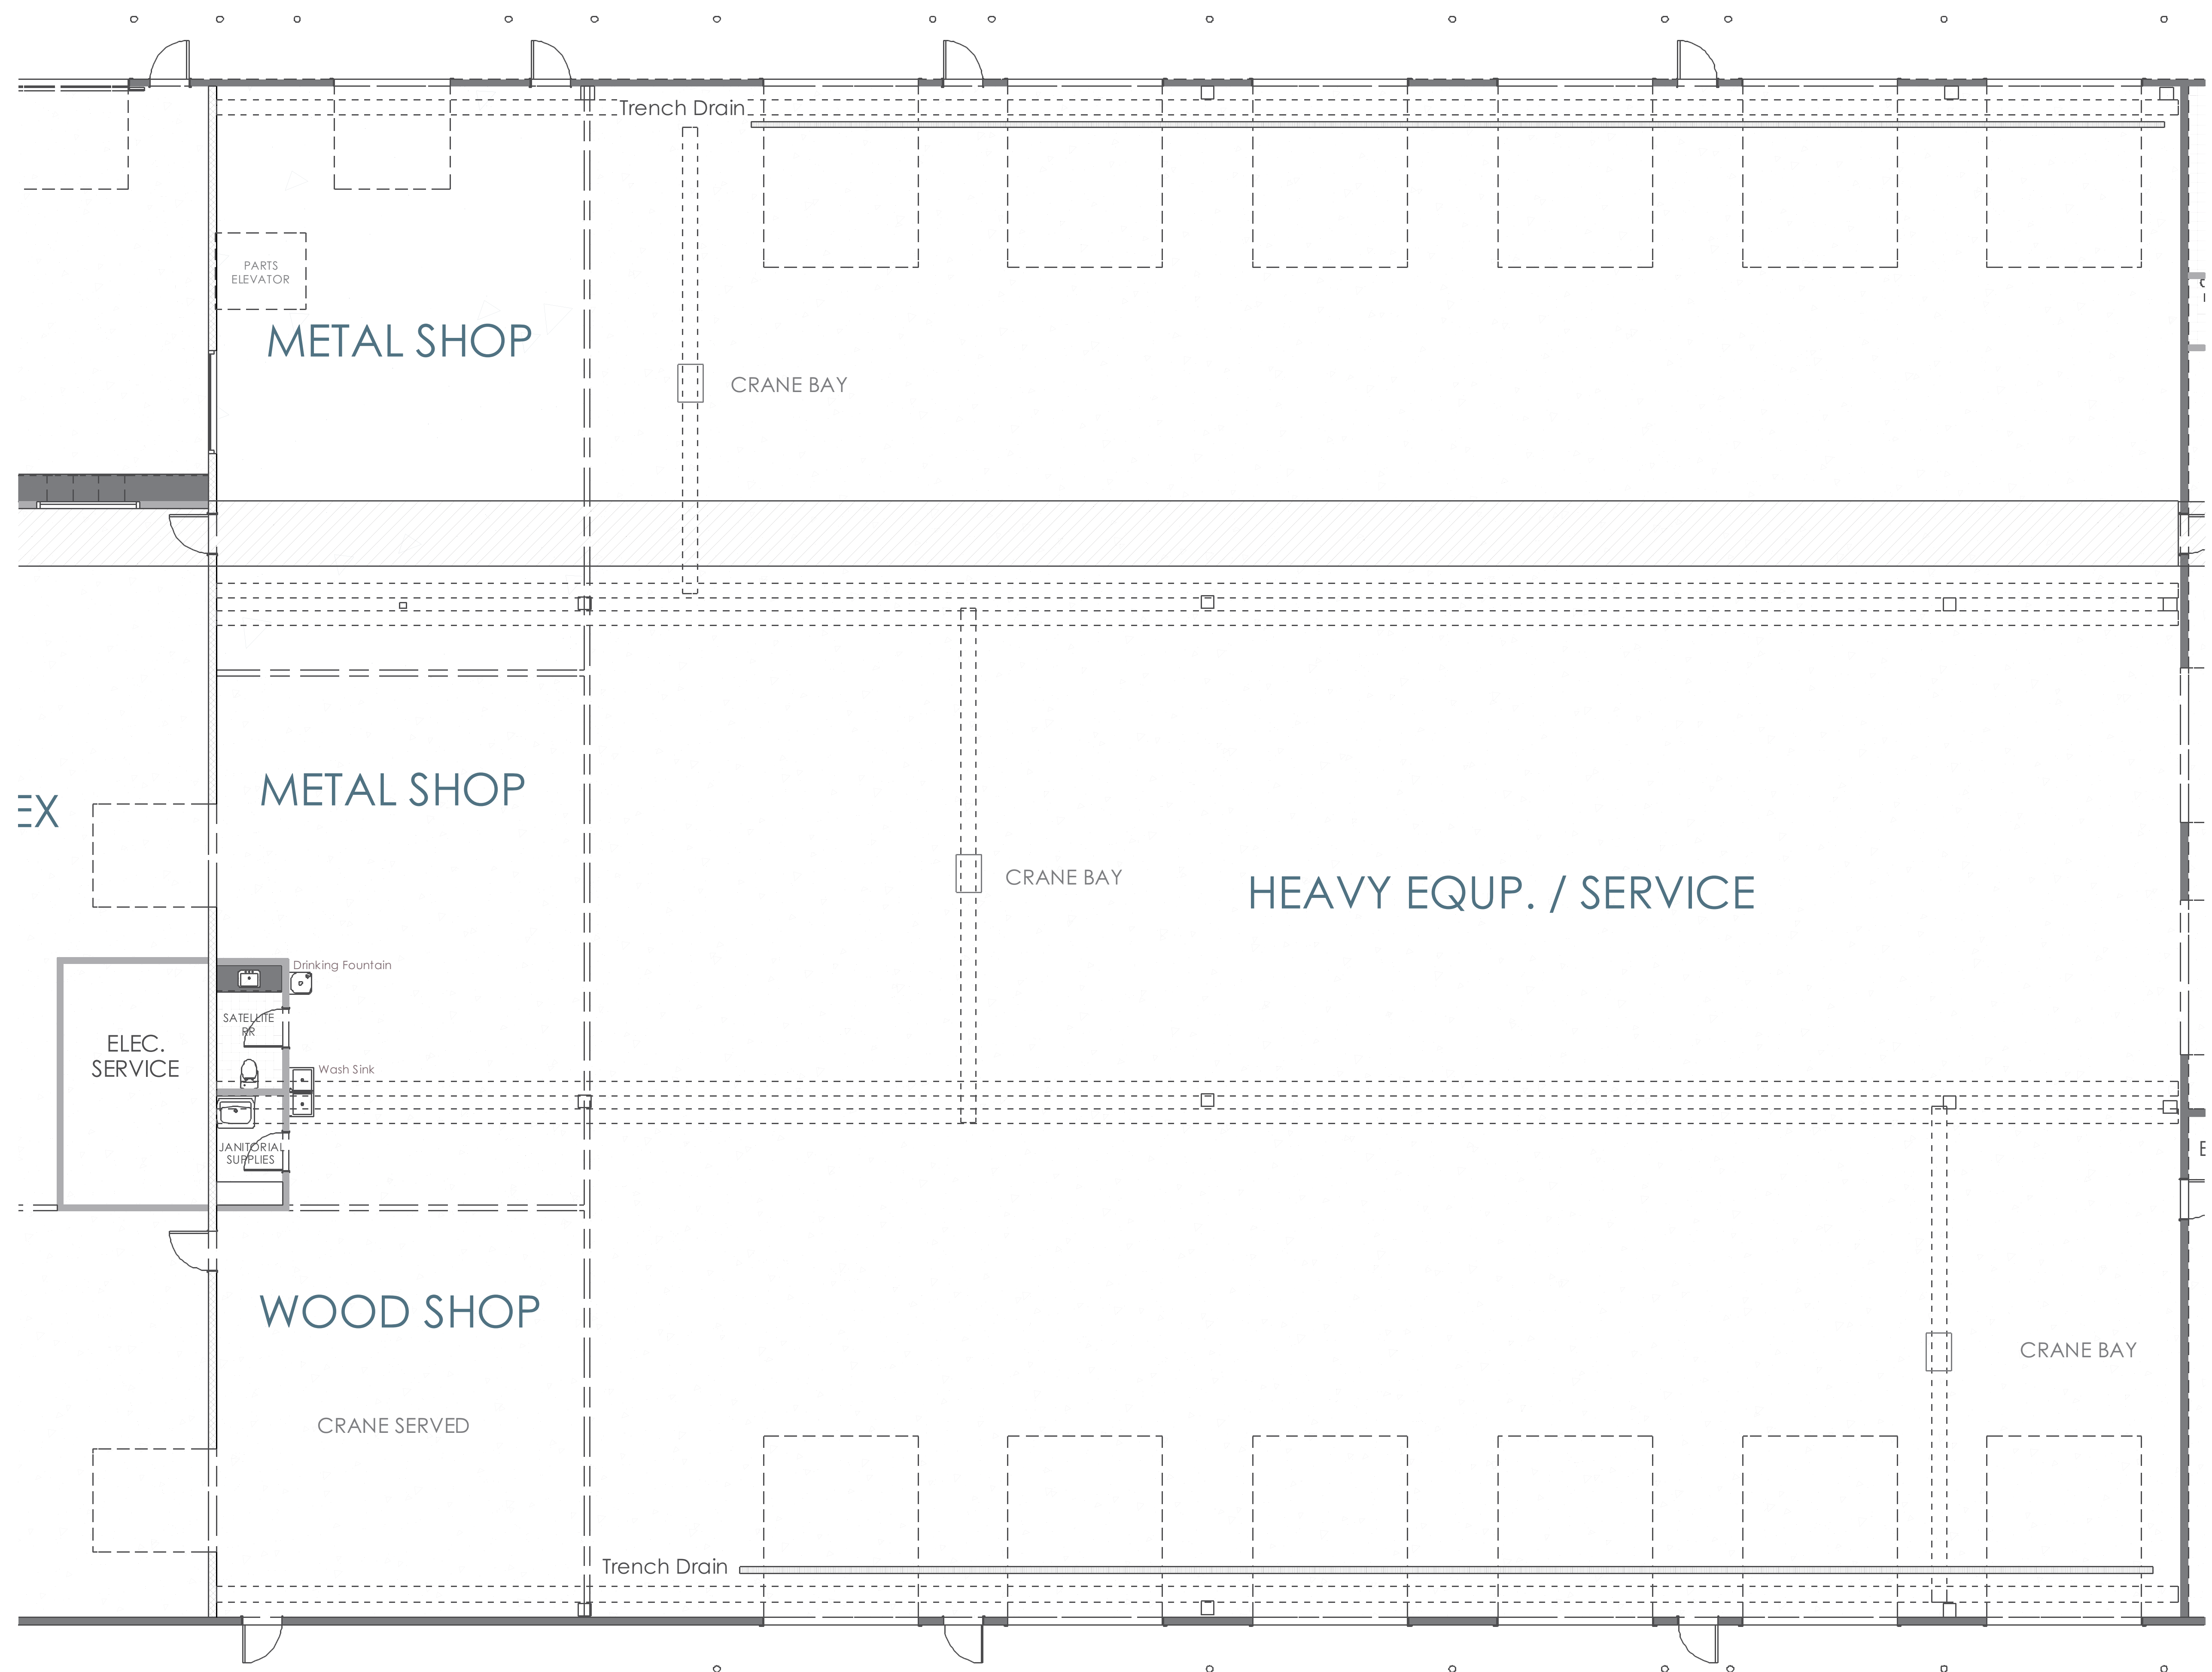 Trench Drain
PARTS
ELEVATOR
METAL SHOP
CRANE BAY
METAL SHOP
EX
CRANE BAY
HEAVY EQUP. / SERVICE
Drinking Fountain
SATELLITE
RR
ELEC.
SERVICE
Wash Sink
JANITORIAL
SUPPLIES
WOOD SHOP
CRANE BAY
CRANE SERVED
Trench Drain